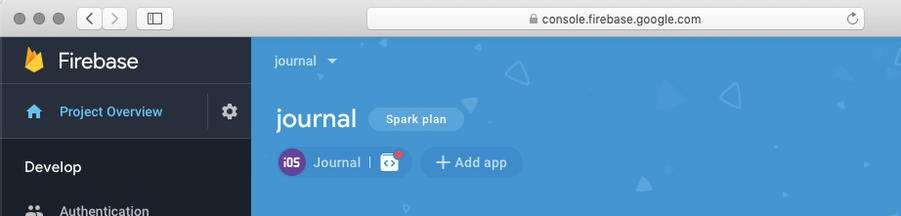 console.firebase.google.com
Firebase
journal
Project Overview
journal
Spark plan
iOS
Journal
+ Add app
Develop
Authentication